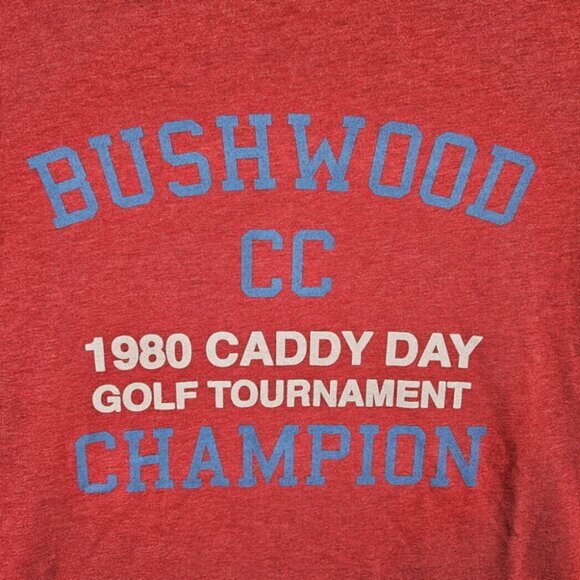 BUSHWOOD
CC
1980 CADDY DAY
GOLF TOURNAMENT
CHAMPION